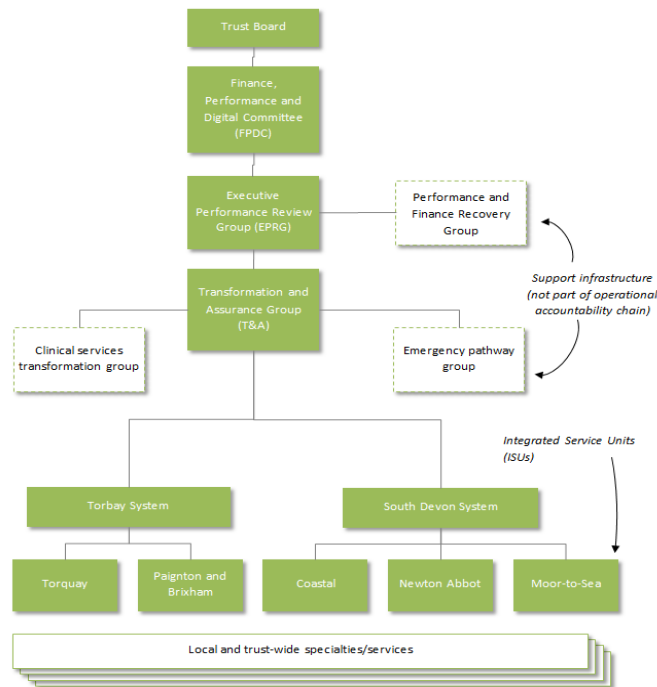 Trust Board
Finance,
Performance and
Digital Committee
(FPDC)
Executive
Performance Review
Group (EPRG)
Performance and
Finance Recovery
Group
Support infrastructure
(not part of operational
accountability chain)
Transformation and
Assurance Group
(T&A)
Clinical services
transformation group
Emergency pathway
group
Integrated Service Units
(ISUs)
Torbay System
South Devon System
Torquay
Paignton and
Brixham
Coastal
Newton Abbot
Moor-to-Sea
Local and trust-wide specialties/services